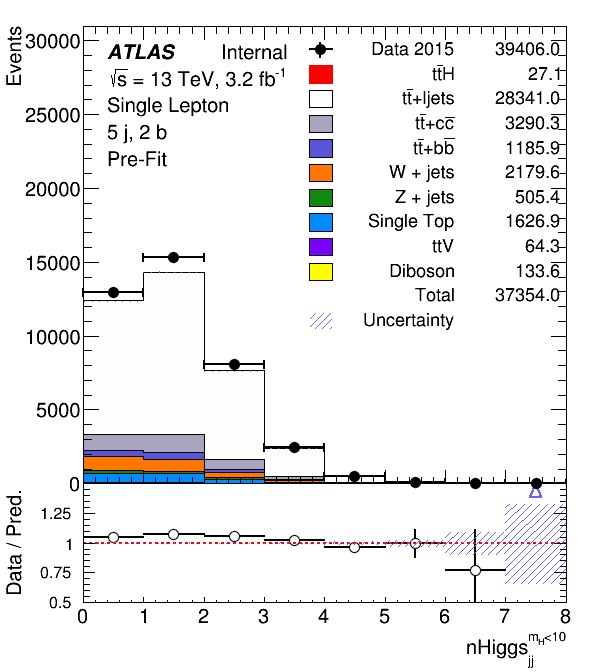 Events
30000
25000
20000
15000
10000
5000
0
ATLAS Internal
√s = 13 TeV, 3.2 fb⁻¹
Single Lepton
5 j, 2 b
Pre-Fit
Data 2015 39406.0
tt̄H 27.1
tt̄+ljets 28341.0
tt̄+cc̄ 3290.3
tt̄+bb̄ 1185.9
W + jets 2179.6
Z + jets 505.4
Single Top 1626.9
ttV 64.3
Diboson 133.6
Total 37354.0
Uncertainty
Data / Pred.
1.25
1
0.75
0.5
0 1 2 3 4 5 6 7 8
nHiggs_jj^m_H<10